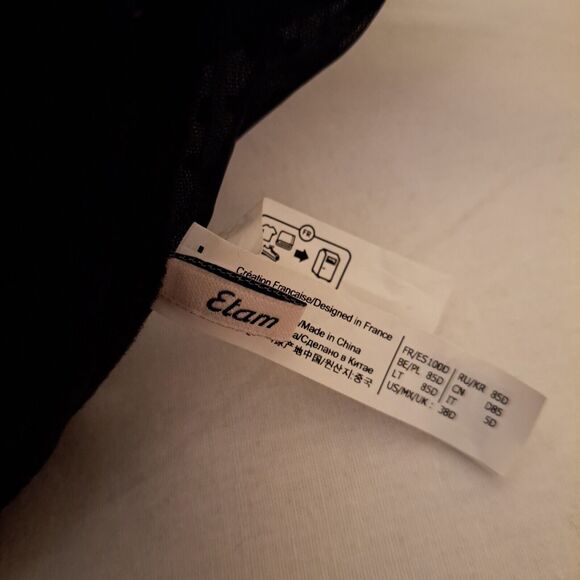 FR
Etam
Création Française/Designed in France
/Made in China
a/Сделано в Китае
产地中国/원산지:중국
FR/ES 100D
BE/PL 85D
LT 85D
US/MX/UK: 38D
RU/KR 85D
CN D85
IT 5D